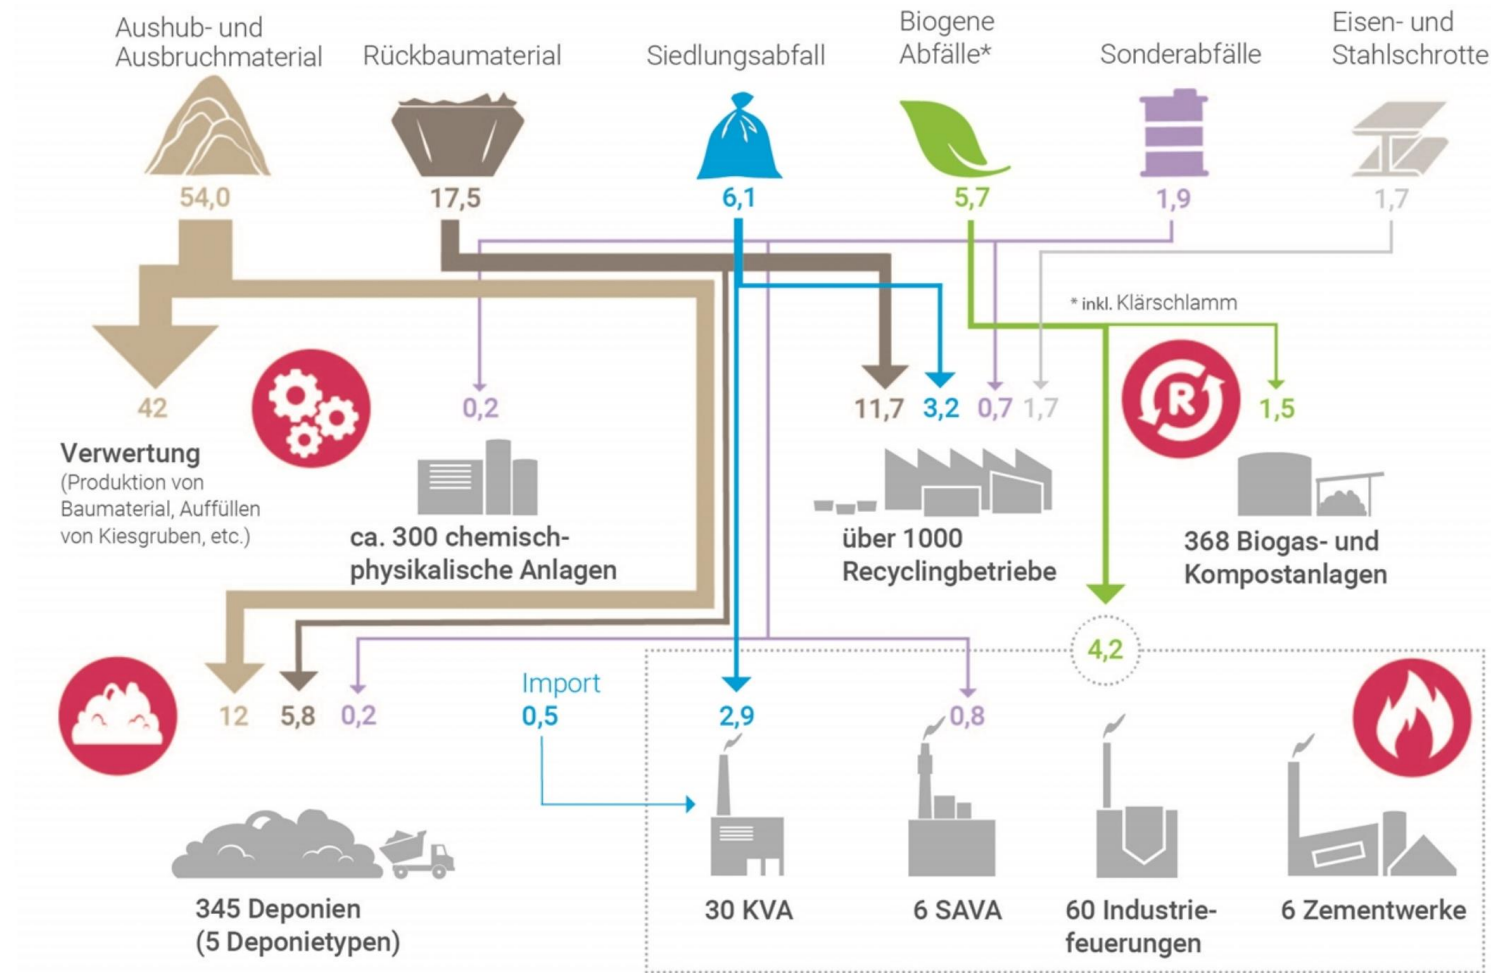 Aushub- und
Ausbruchmaterial
Rückbaumaterial
Siedlungsabfall
Biogene
Abfälle*
Sonderabfälle
Eisen- und
Stahlschrotte
54,0
17,5
6,1
5,7
1,9
1,7
* inkl. Klärschlamm
42
0,2
11,7
3,2
0,7
1,7
R
1,5
Verwertung
(Produktion von
Baumaterial, Auffüllen
von Kiesgruben, etc.)
ca. 300 chemisch-
physikalische Anlagen
über 1000
Recyclingbetriebe
368 Biogas- und
Kompostanlagen
4,2
12
5,8
0,2
Import
0,5
2,9
0,8
345 Deponien
(5 Deponietypen)
30 KVA
6 SAVA
60 Industrie-
feuerungen
6 Zementwerke